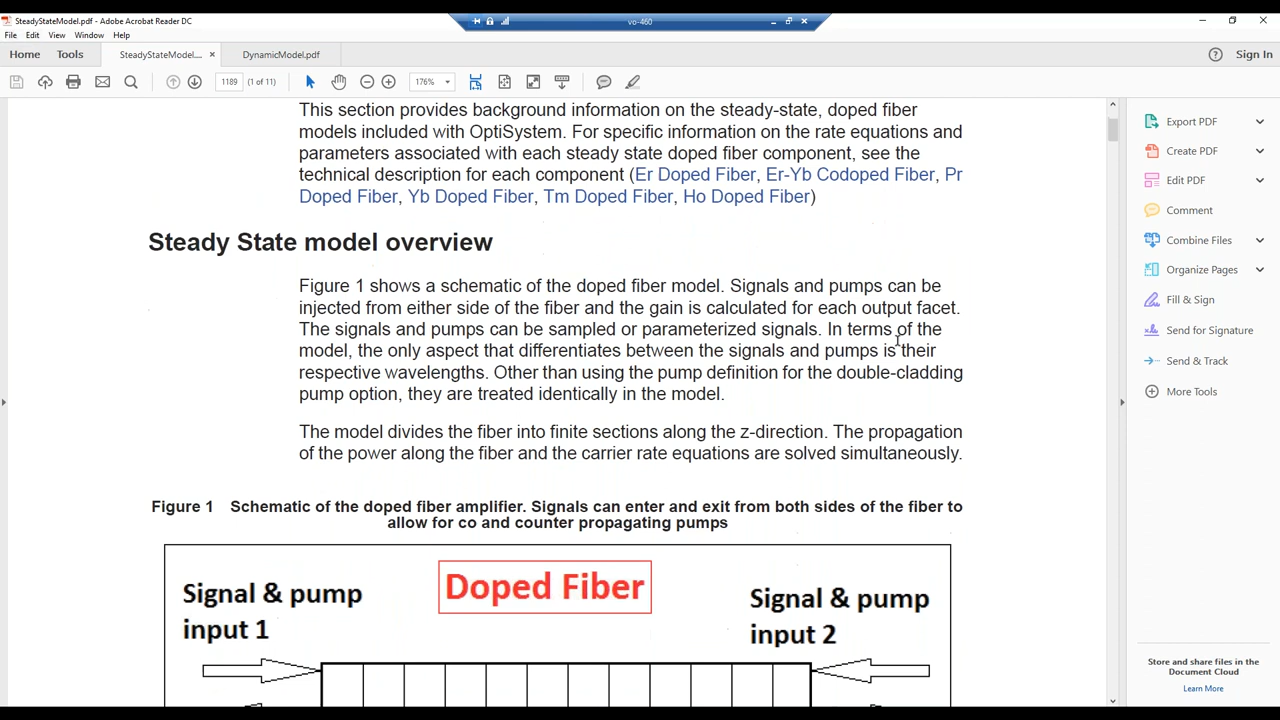 SteadyStateModel.pdf - Adobe Acrobat Reader DC
vo-460
File Edit View Window Help
Home Tools SteadyStateModel.... DynamicModel.pdf Sign In
1189 (1 of 11) 176%
This section provides background information on the steady-state, doped fiber
models included with OptiSystem. For specific information on the rate equations and
parameters associated with each steady state doped fiber component, see the
technical description for each component (Er Doped Fiber, Er-Yb Codoped Fiber, Pr
Doped Fiber, Yb Doped Fiber, Tm Doped Fiber, Ho Doped Fiber)
Steady State model overview
Figure 1 shows a schematic of the doped fiber model. Signals and pumps can be
injected from either side of the fiber and the gain is calculated for each output facet.
The signals and pumps can be sampled or parameterized signals. In terms of the
model, the only aspect that differentiates between the signals and pumps is their
respective wavelengths. Other than using the pump definition for the double-cladding
pump option, they are treated identically in the model.
The model divides the fiber into finite sections along the z-direction. The propagation
of the power along the fiber and the carrier rate equations are solved simultaneously.
Figure 1 Schematic of the doped fiber amplifier. Signals can enter and exit from both sides of the fiber to
allow for co and counter propagating pumps
Doped Fiber
Signal & pump
input 1
Signal & pump
input 2
Export PDF
Create PDF
Edit PDF
Comment
Combine Files
Organize Pages
Fill & Sign
Send for Signature
Send & Track
More Tools
Store and share files in the
Document Cloud
Learn More